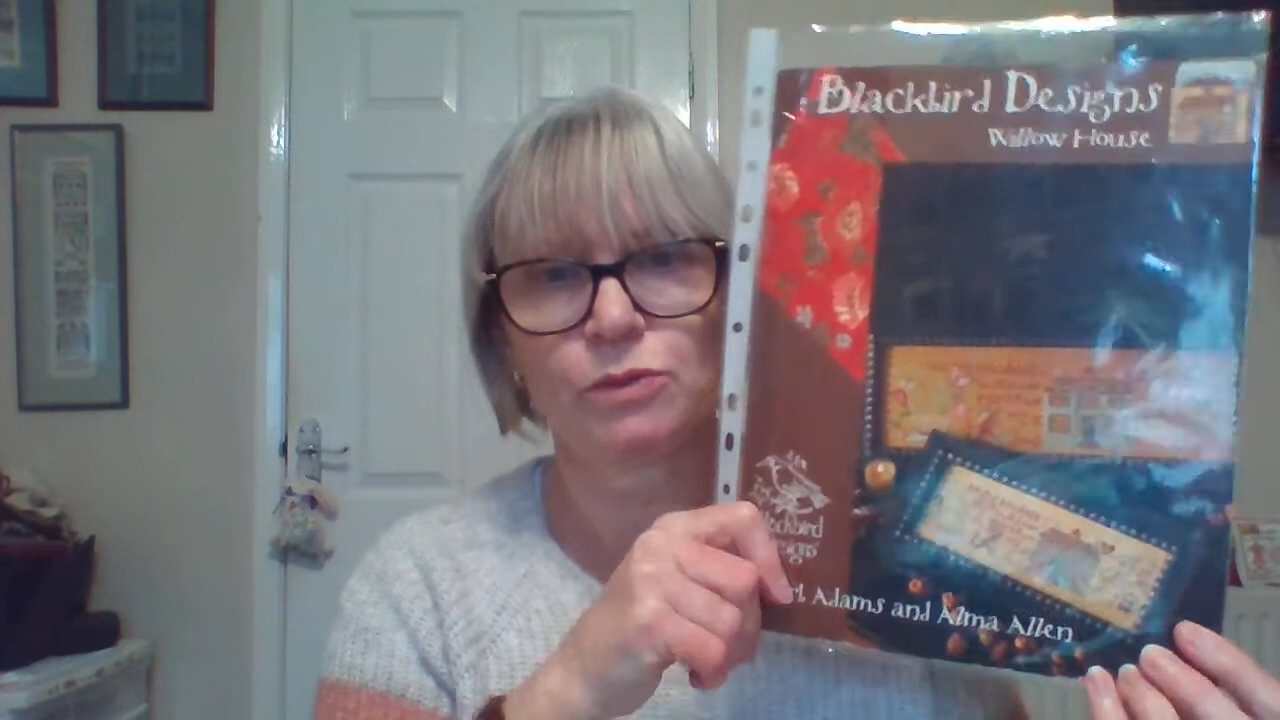 Blackbird Designs
Willow House
Blackbird
Designs
Adams and Alma Allen